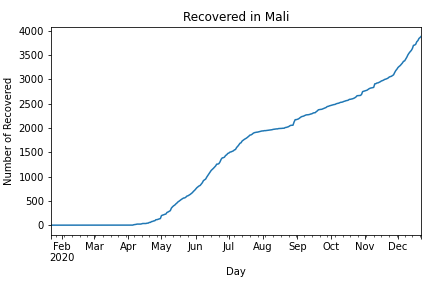 Recovered in Mali
4000
3500
3000
2500
2000
1500
1000
500
0
Number of Recovered
Feb Mar Apr May Jun Jul Aug Sep Oct Nov Dec
2020
Day